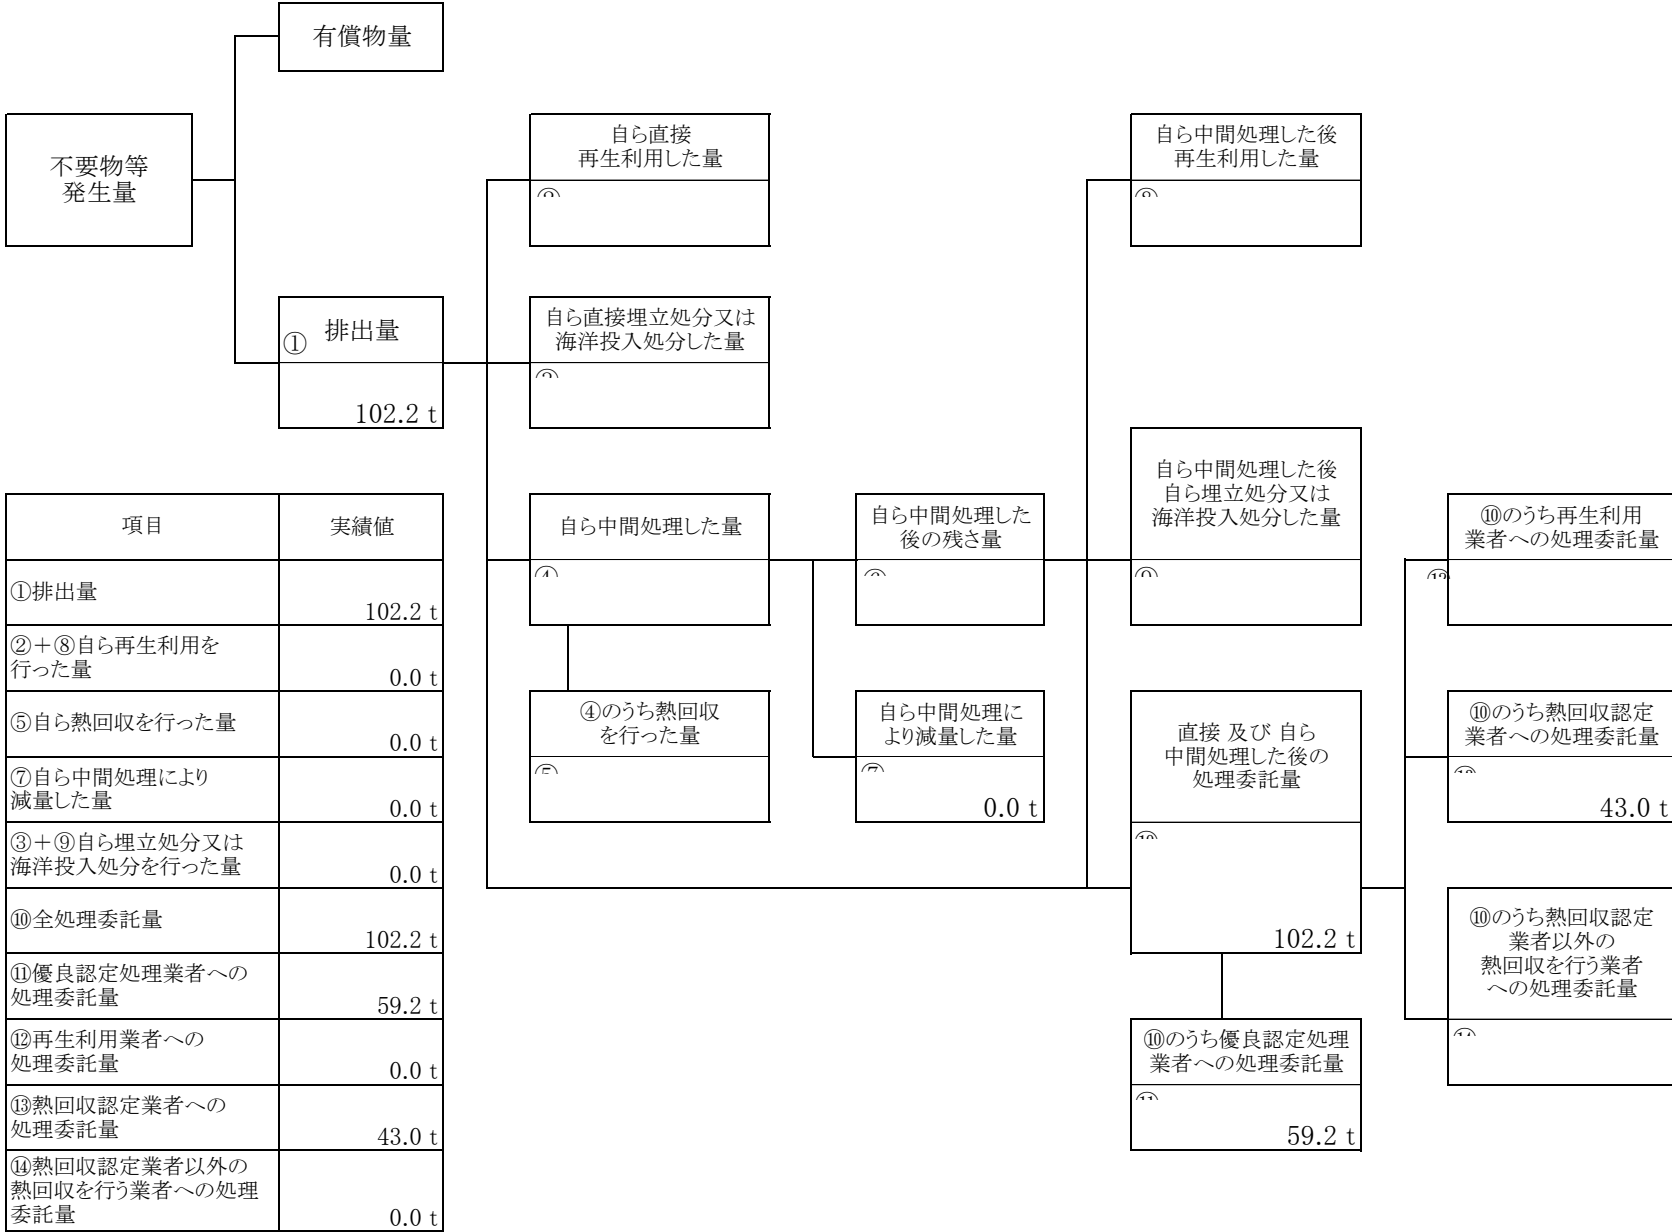 有償物量
不要物等
発生量
自ら直接
再生利用した量
自ら中間処理した後
再生利用した量
① 排出量
102.2 t
自ら直接埋立処分又は
海洋投入処分した量
自ら中間処理した量
自ら中間処理した
後の残さ量
自ら中間処理した後
自ら埋立処分又は
海洋投入処分した量
⑩のうち再生利用
業者への処理委託量
④のうち熱回収
を行った量
自ら中間処理に
より減量した量
0.0 t
直接 及び 自ら
中間処理した後の
処理委託量
102.2 t
⑩のうち熱回収認定
業者への処理委託量
43.0 t
⑩のうち熱回収認定
業者以外の
熱回収を行う業者
への処理委託量
⑩のうち優良認定処理
業者への処理委託量
59.2 t
項目 実績値
①排出量
102.2 t
②+⑧自ら再生利用を
行った量
0.0 t
⑤自ら熱回収を行った量
0.0 t
⑦自ら中間処理により
減量した量
0.0 t
③+⑨自ら埋立処分又は
海洋投入処分を行った量
0.0 t
⑩全処理委託量
102.2 t
⑪優良認定処理業者への
処理委託量
59.2 t
⑫再生利用業者への
処理委託量
0.0 t
⑬熱回収認定業者への
処理委託量
43.0 t
⑭熱回収認定業者以外の
熱回収を行う業者への処理
委託量
0.0 t